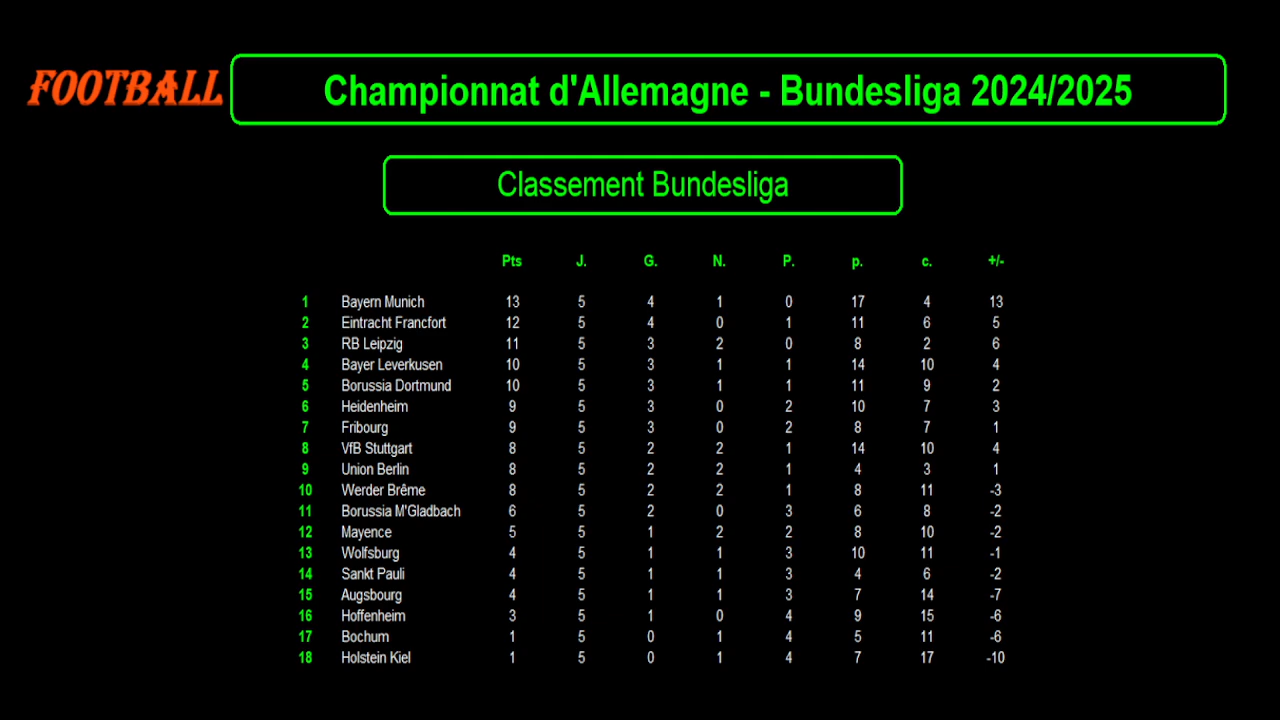 FOOTBALL
Championnat d'Allemagne - Bundesliga 2024/2025
Classement Bundesliga
Pts J. G. N. P. p. c. +/-
1 Bayern Munich 13 5 4 1 0 17 4 13
2 Eintracht Francfort 12 5 4 0 1 11 6 5
3 RB Leipzig 11 5 3 2 0 8 2 6
4 Bayer Leverkusen 10 5 3 1 1 14 10 4
5 Borussia Dortmund 10 5 3 1 1 11 9 2
6 Heidenheim 9 5 3 0 2 10 7 3
7 Fribourg 9 5 3 0 2 8 7 1
8 VfB Stuttgart 8 5 2 2 1 14 10 4
9 Union Berlin 8 5 2 2 1 4 3 1
10 Werder Brême 8 5 2 2 1 8 11 -3
11 Borussia M'Gladbach 6 5 2 0 3 6 8 -2
12 Mayence 5 5 1 2 2 8 10 -2
13 Wolfsburg 4 5 1 1 3 10 11 -1
14 Sankt Pauli 4 5 1 1 3 4 6 -2
15 Augsbourg 4 5 1 1 3 7 14 -7
16 Hoffenheim 3 5 1 0 4 9 15 -6
17 Bochum 1 5 0 1 4 5 11 -6
18 Holstein Kiel 1 5 0 1 4 7 17 -10